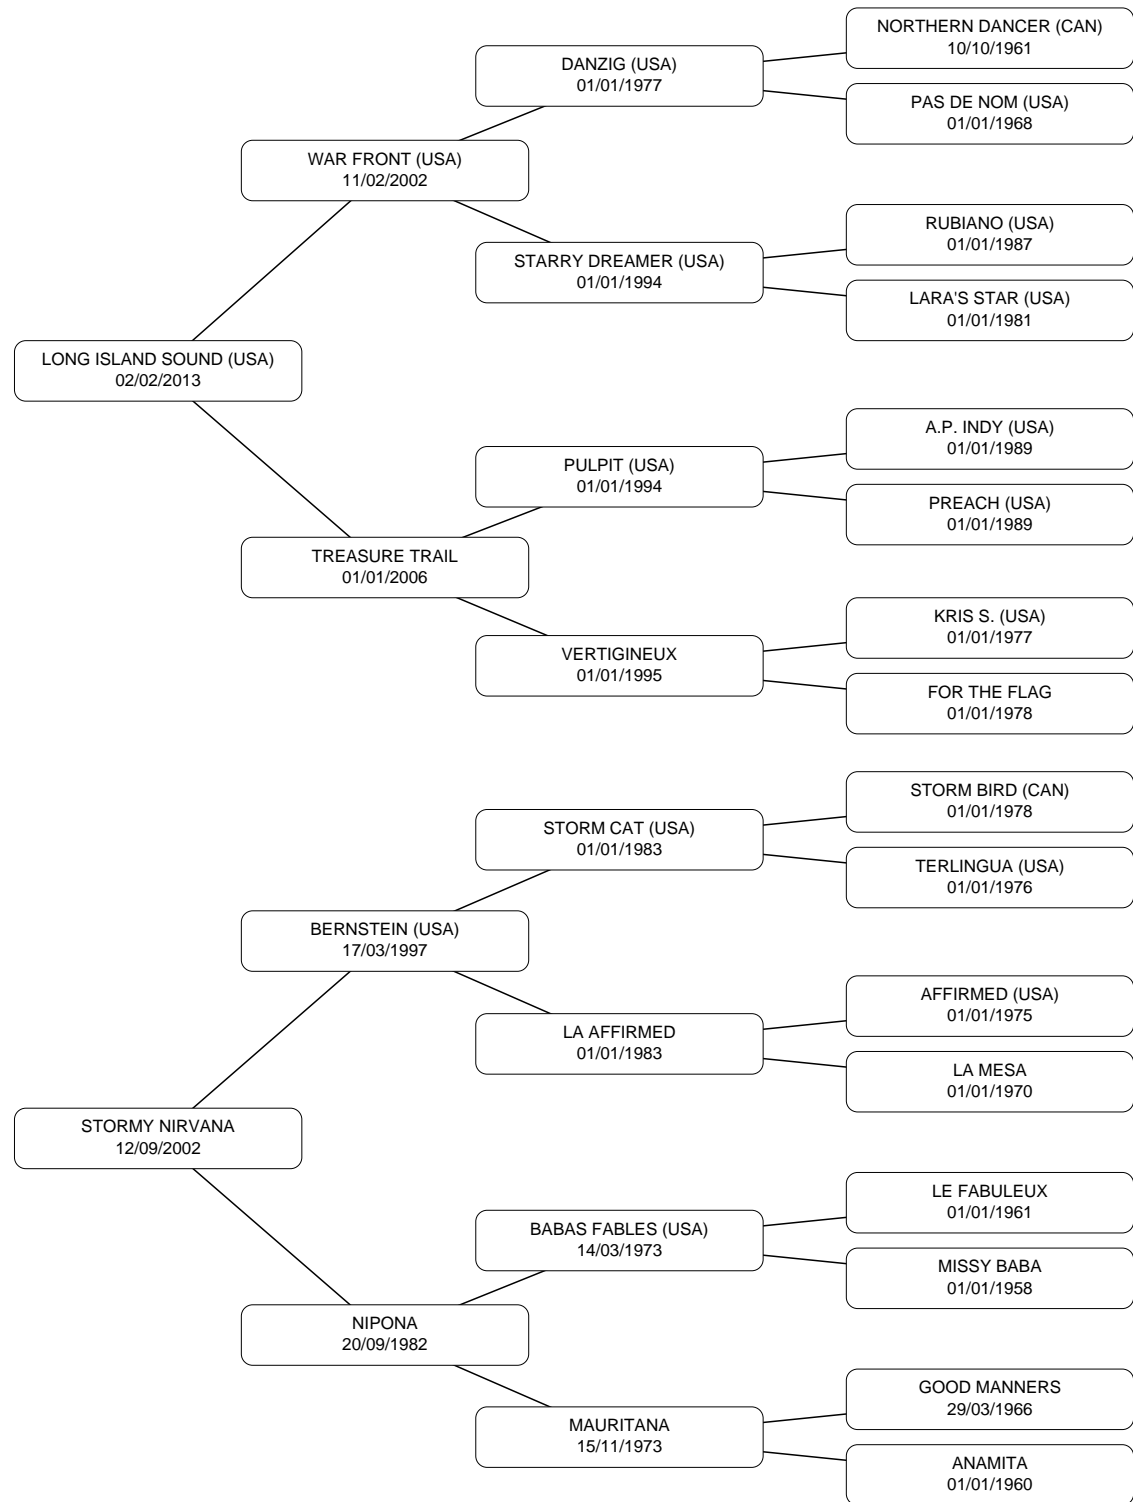 NORTHERN DANCER (CAN)
10/10/1961
DANZIG (USA)
01/01/1977
PAS DE NOM (USA)
01/01/1968
WAR FRONT (USA)
11/02/2002
RUBIANO (USA)
01/01/1987
STARRY DREAMER (USA)
01/01/1994
LARA'S STAR (USA)
01/01/1981
LONG ISLAND SOUND (USA)
02/02/2013
A.P. INDY (USA)
01/01/1989
PULPIT (USA)
01/01/1994
PREACH (USA)
01/01/1989
TREASURE TRAIL
01/01/2006
KRIS S. (USA)
01/01/1977
VERTIGINEUX
01/01/1995
FOR THE FLAG
01/01/1978
STORM BIRD (CAN)
01/01/1978
STORM CAT (USA)
01/01/1983
TERLINGUA (USA)
01/01/1976
BERNSTEIN (USA)
17/03/1997
AFFIRMED (USA)
01/01/1975
LA AFFIRMED
01/01/1983
LA MESA
01/01/1970
STORMY NIRVANA
12/09/2002
LE FABULEUX
01/01/1961
BABAS FABLES (USA)
14/03/1973
MISSY BABA
01/01/1958
NIPONA
20/09/1982
GOOD MANNERS
29/03/1966
MAURITANA
15/11/1973
ANAMITA
01/01/1960